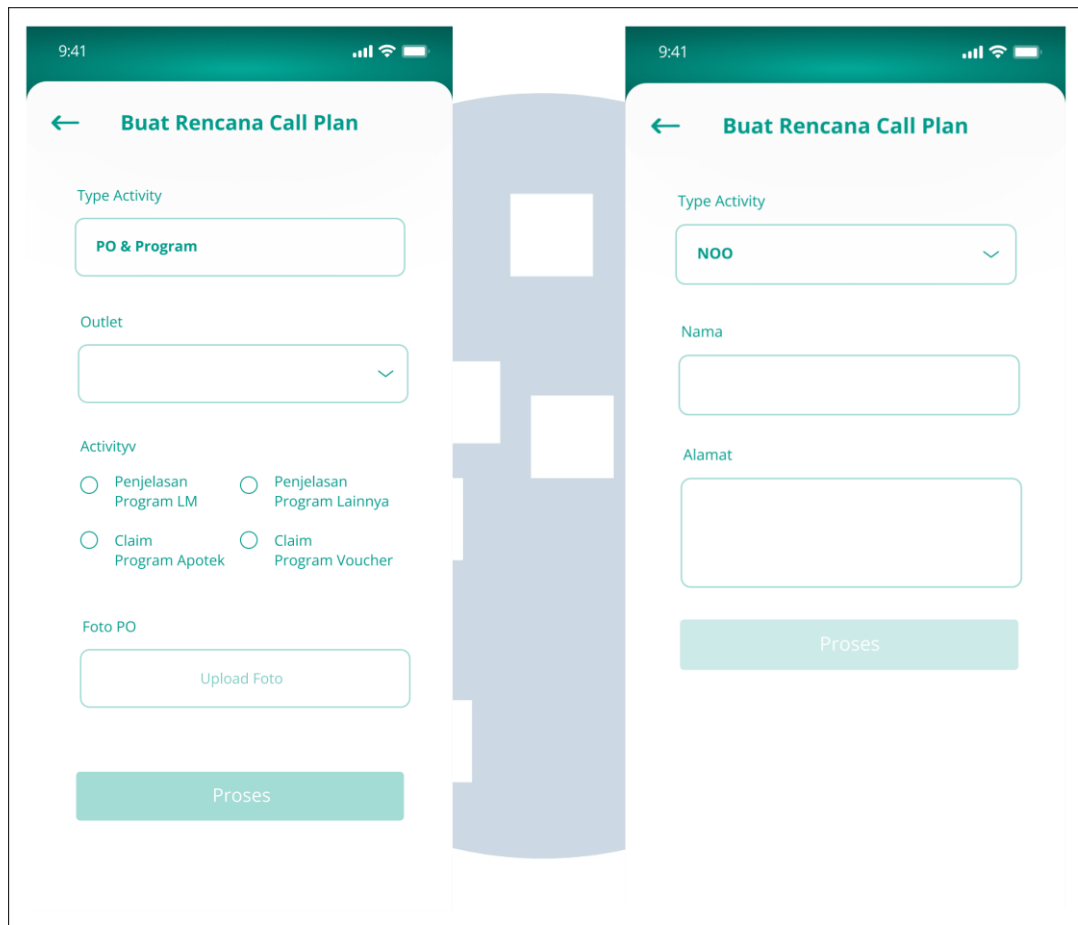 9:41
Buat Rencana Call Plan
Type Activity
PO & Program
Outlet
Activityv
Penjelasan
Program LM
Penjelasan
Program Lainnya
Claim
Program Apotek
Claim
Program Voucher
Foto PO
Upload Foto
Proses
9:41
Buat Rencana Call Plan
Type Activity
NOO
Nama
Alamat
Proses